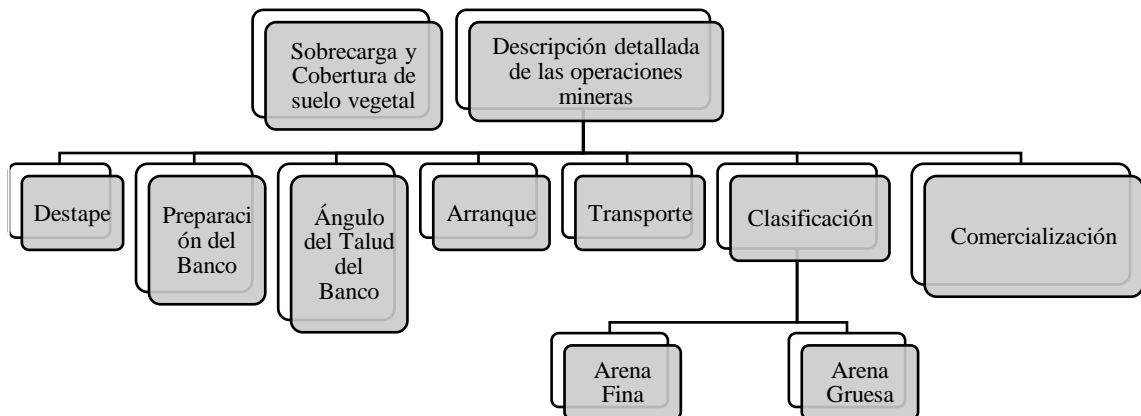 Sobrecarga y
Cobertura de
suelo vegetal
Descripción detallada
de las operaciones
mineras
Destape
Preparaci
ón del
Banco
Ángulo
del Talud
del
Banco
Arranque
Transporte
Clasificación
Comercialización
Arena
Fina
Arena
Gruesa